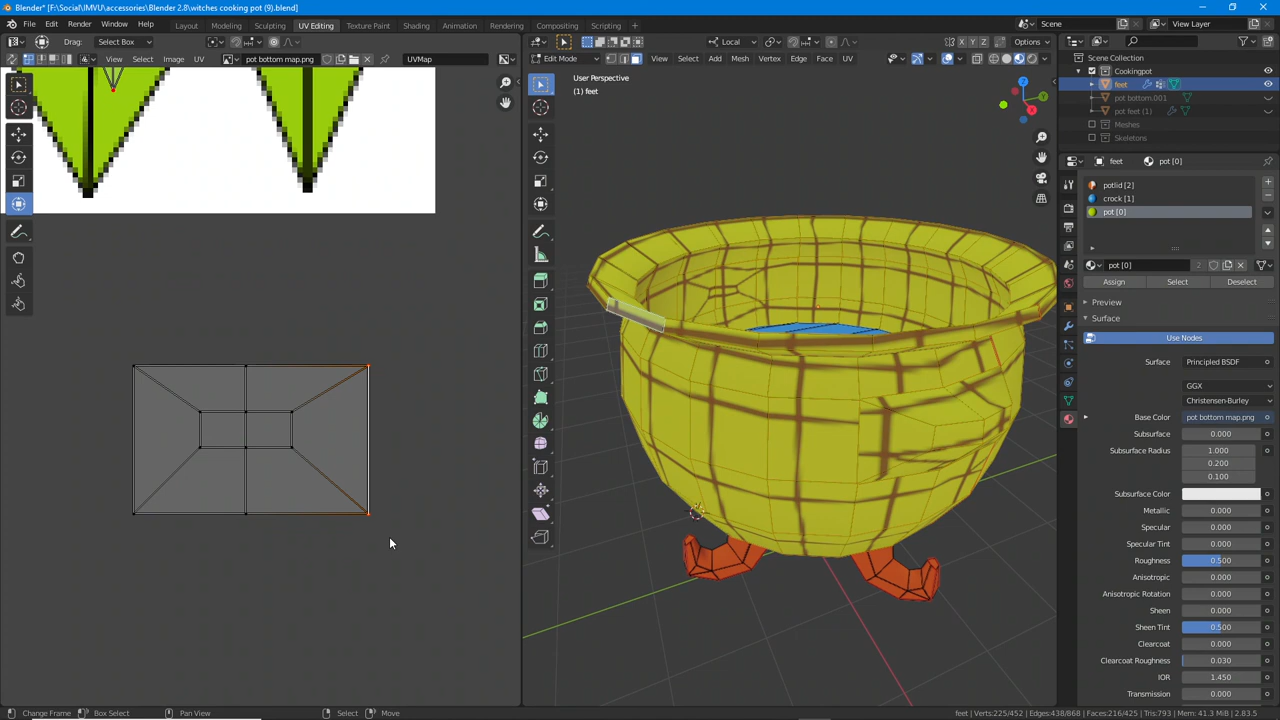 Blender* [F:\Social\IMVU\accessories\Blender 2.8\witches cooking pot (9).blend]
File Edit Render Window Help Layout Modeling Sculpting UV Editing Texture Paint Shading Animation Rendering Compositing Scripting + Scene View Layer
Drag: Select Box Local X Y Z Options
View Select Image UV pot bottom map.png UVMap Edit Mode View Select Add Mesh Vertex Edge Face UV
Scene Collection
Cookingpot
feet
pot bottom.001
pot feet (1)
Meshes
Skeletons
User Perspective
(1) feet
feet pot [0]
potlid [2]
crock [1]
pot [0]
pot [0] 2
Assign Select Deselect
Preview
Surface
Use Nodes
Surface Principled BSDF
GGX
Christensen-Burley
Base Color pot bottom map.png
Subsurface 0.000
Subsurface Radius 1.000
0.200
0.100
Subsurface Color
Metallic 0.000
Specular 0.000
Specular Tint 0.000
Roughness 0.500
Anisotropic 0.000
Anisotropic Rotation 0.000
Sheen 0.000
Sheen Tint 0.500
Clearcoat 0.000
Clearcoat Roughness 0.030
IOR 1.450
Transmission 0.000
Change Frame Box Select Pan View Select Move feet | Verts:225/452 | Edges:438/868 | Faces:216/425 | Tris:793 | Mem: 41.3 MiB | 2.83.5